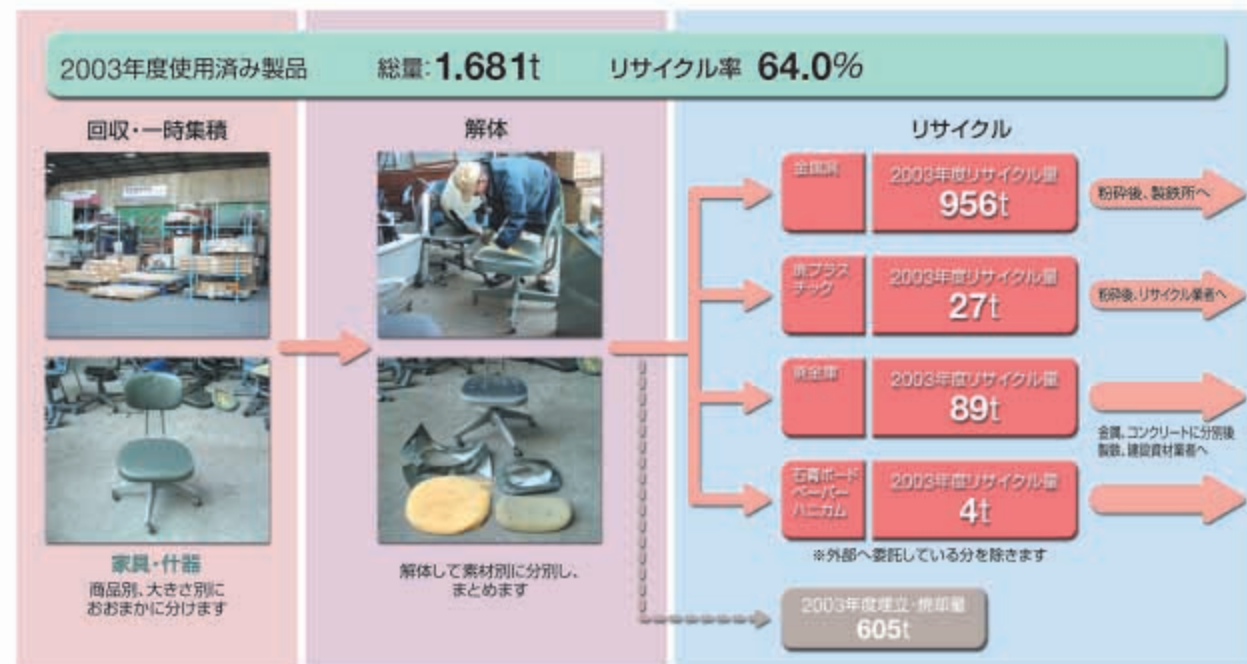 2003年度使用済み製品 総量:1.681t リサイクル率 64.0%
回収・一時集積
家具・什器
商品別、大きさ別に
おおまかに分けます
解体
解体して素材別に分別し、
まとめます
リサイクル
金属屑
2003年度リサイクル量
956t
粉砕後、製鉄所へ
廃プラス
チック
2003年度リサイクル量
27t
粉砕後、リサイクル業者へ
廃金庫
2003年度リサイクル量
89t
金属、コンクリートに分別後
製鉄、建設資材業者へ
石膏ボード
ペーパー
ハニカム
2003年度リサイクル量
4t
※外部へ委託している分を除きます
2003年度埋立・焼却量
605t